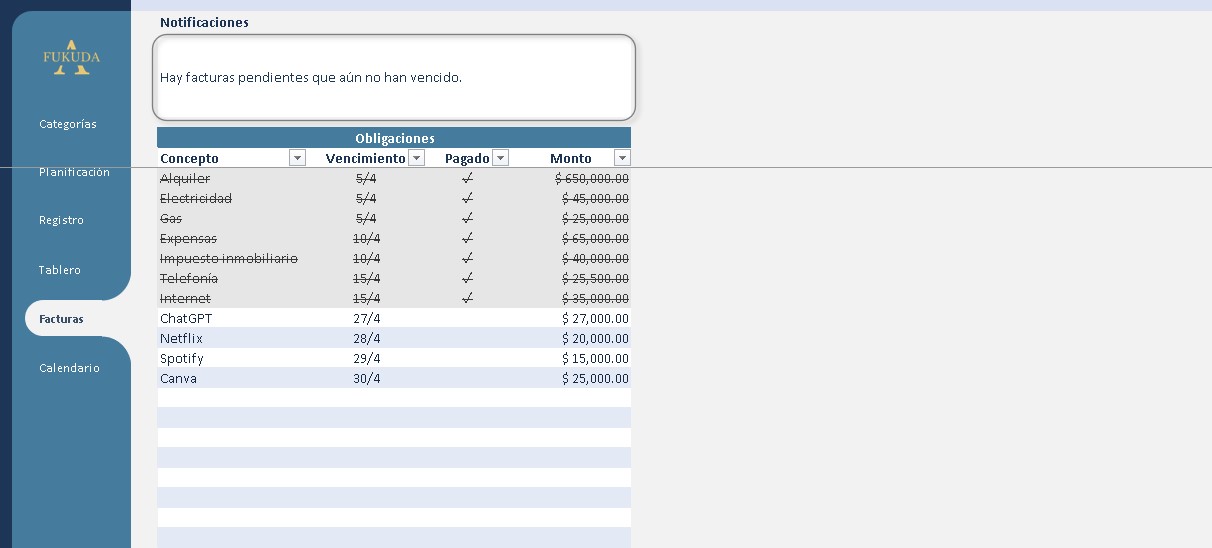 Notificaciones
FUKUDA
Hay facturas pendientes que aún no han vencido.
Categorías
Obligaciones
Concepto Vencimiento Pagado Monto
Planificación
Alquiler 5/4 ✓ $ 650,000.00
Electricidad 5/4 ✓ $ 45,000.00
Gas 5/4 ✓ $ 25,000.00
Registro
Expensas 10/4 ✓ $ 65,000.00
Impuesto inmobiliario 10/4 ✓ $ 40,000.00
Tablero
Telefonía 15/4 ✓ $ 25,500.00
Internet 15/4 ✓ $ 35,000.00
Facturas
ChatGPT 27/4 $ 27,000.00
Netflix 28/4 $ 20,000.00
Spotify 29/4 $ 15,000.00
Calendario
Canva 30/4 $ 25,000.00